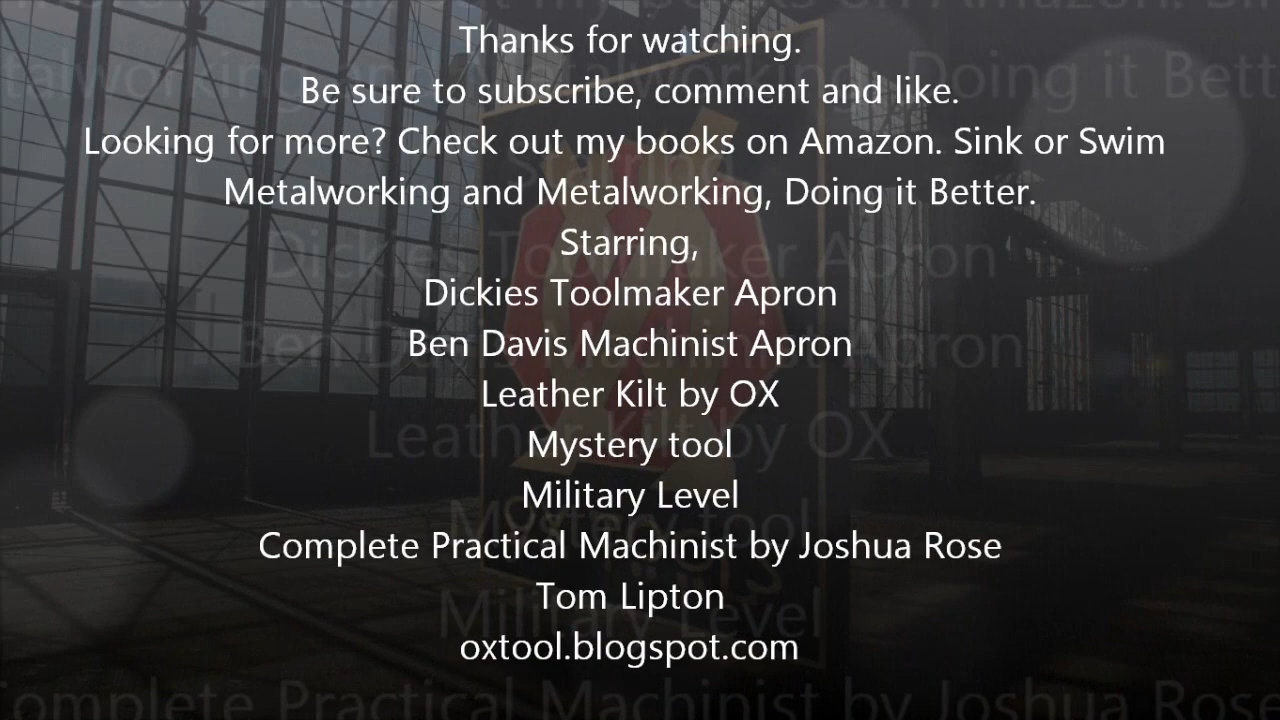 Thanks for watching.
Be sure to subscribe, comment and like.
Looking for more? Check out my books on Amazon. Sink or Swim
Metalworking and Metalworking, Doing it Better.
Starring,
Dickies Toolmaker Apron
Ben Davis Machinist Apron
Leather Kilt by OX
Mystery tool
Military Level
Complete Practical Machinist by Joshua Rose
Tom Lipton
oxtool.blogspot.com